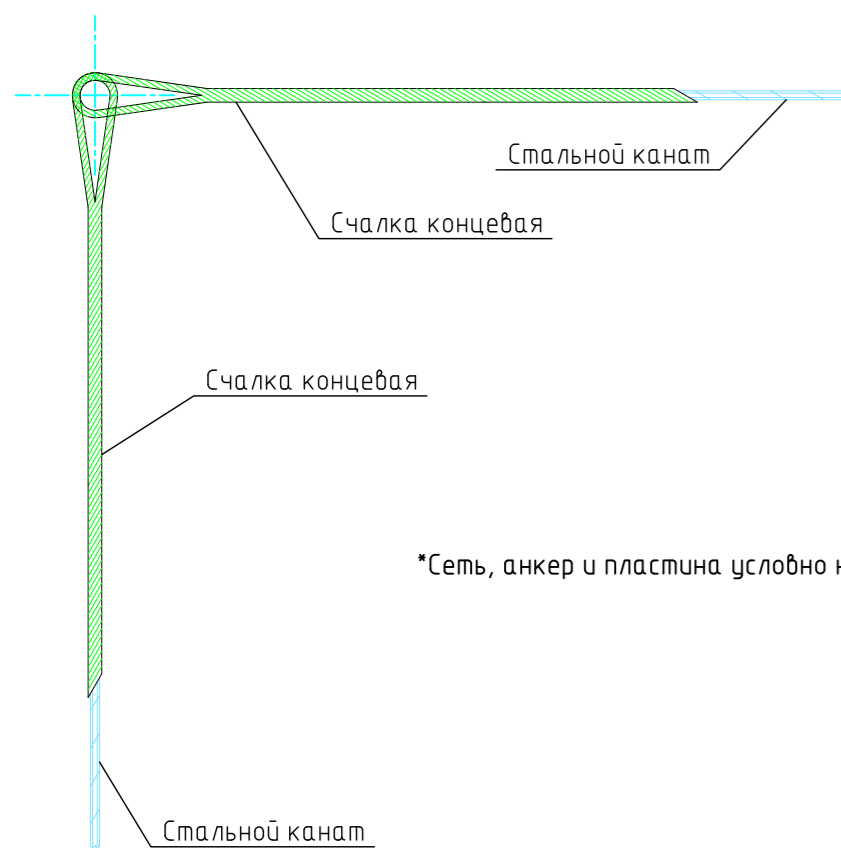 Стальной канат
Счалка концевая
Счалка концевая
*Сеть, анкер и пластина условно
Стальной канат